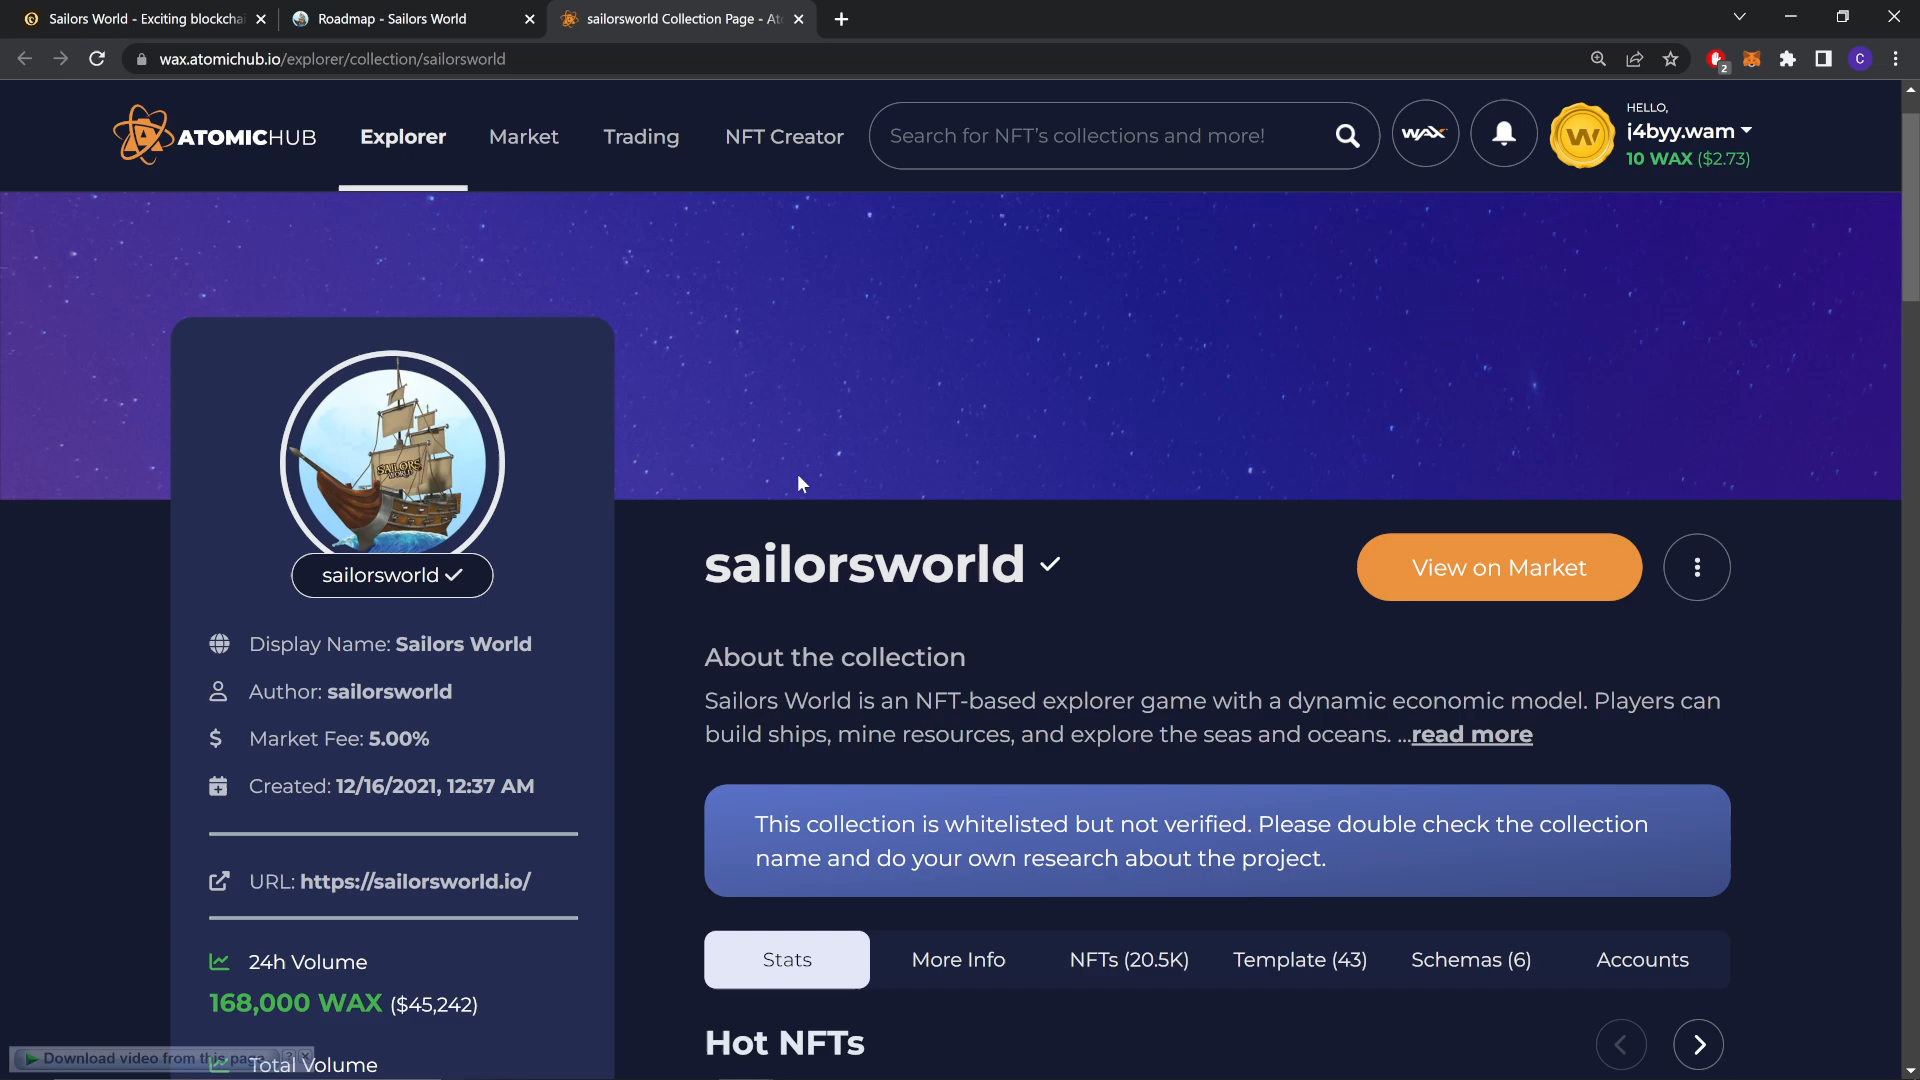 Sailors World - Exciting blockcha
Roadmap - Sailors World
sailorsworld Collection Page - At
wax.atomichub.io/explorer/collection/sailorsworld
2
C
ATOMICHUB
Explorer
Market
Trading
NFT Creator
Search for NFT's collections and more!
WAX
W
HELLO,
j4byy.wam
10 WAX ($2.73)
SAILORS
WORLD
sailorsworld
Display Name: Sailors World
Author: sailorsworld
Market Fee: 5.00%
Created: 12/16/2021, 12:37 AM
URL: https://sailorsworld.io/
24h Volume
168,000 WAX ($45,242)
Total Volume
Download video from this page
?
sailorsworld
View on Market
About the collection
Sailors World is an NFT-based explorer game with a dynamic economic model. Players can
build ships, mine resources, and explore the seas and oceans. ...read more
This collection is whitelisted but not verified. Please double check the collection
name and do your own research about the project.
Stats
More Info
NFTs (20.5K)
Template (43)
Schemas (6)
Accounts
Hot NFTs